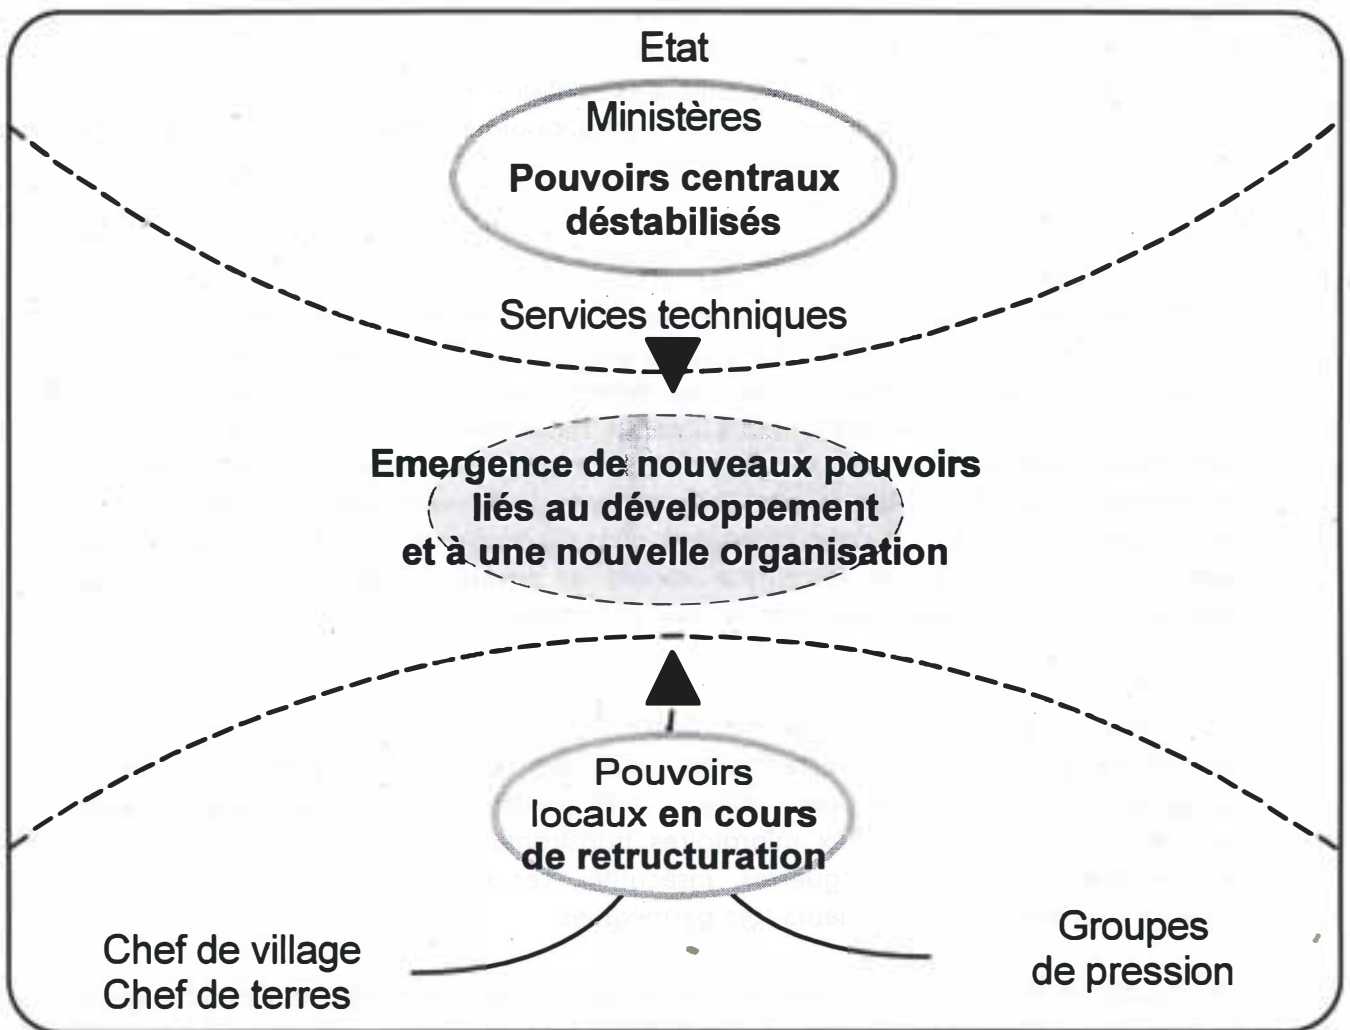 Etat
Ministères
Pouvoirs centraux
déstabilisés
Services techniques
Emergence de nouveaux pouvoirs
liés au développement
et à une nouvelle organisation
Pouvoirs
locaux en cours
de retructuration
Chef de village
Chef de terres
Groupes
de pression